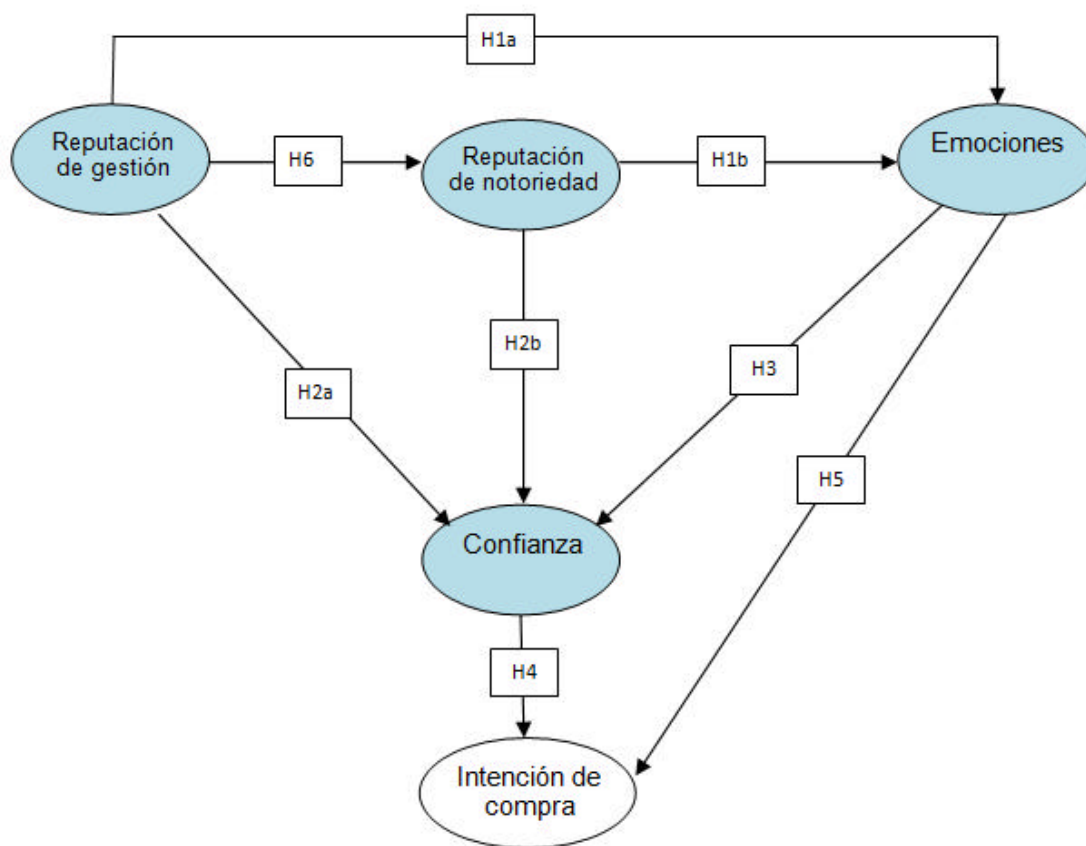 H1a
Reputación
de gestión
H6
Reputación
de notoriedad
H1b
Emociones
H2a
H2b
H3
H5
Confianza
H4
Intención de
compra